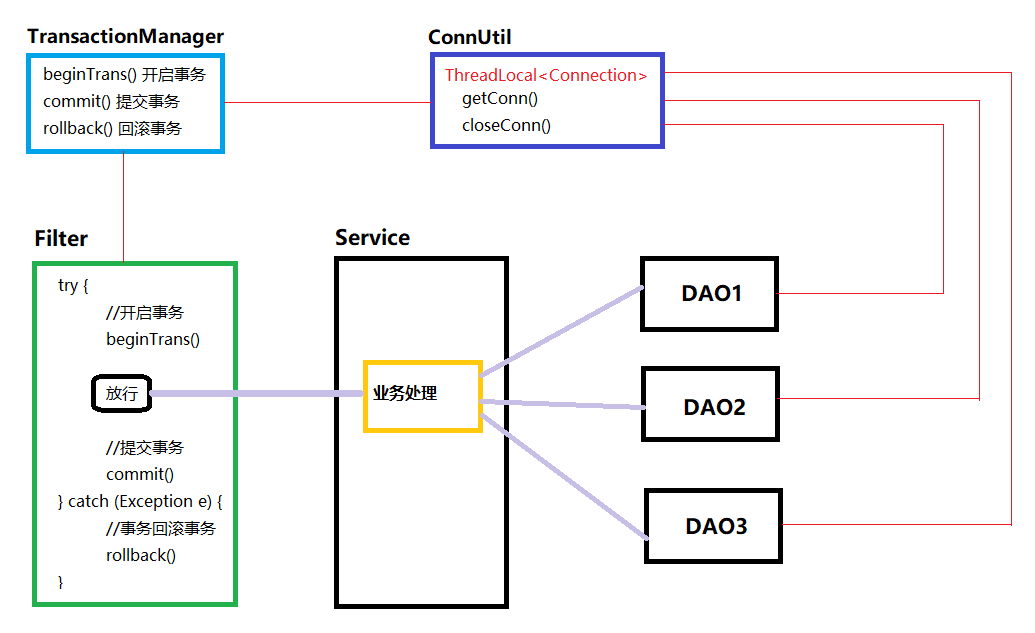 TransactionManager
beginTrans() 开启事务
commit() 提交事务
rollback() 回滚事务
ConnUtil
ThreadLocal<Connection>
getConn()
closeConn()
Filter
try {
//开启事务
beginTrans()
放行
//提交事务
commit()
} catch (Exception e) {
//事务回滚事务
rollback()
}
Service
业务处理
DAO1
DAO2
DAO3